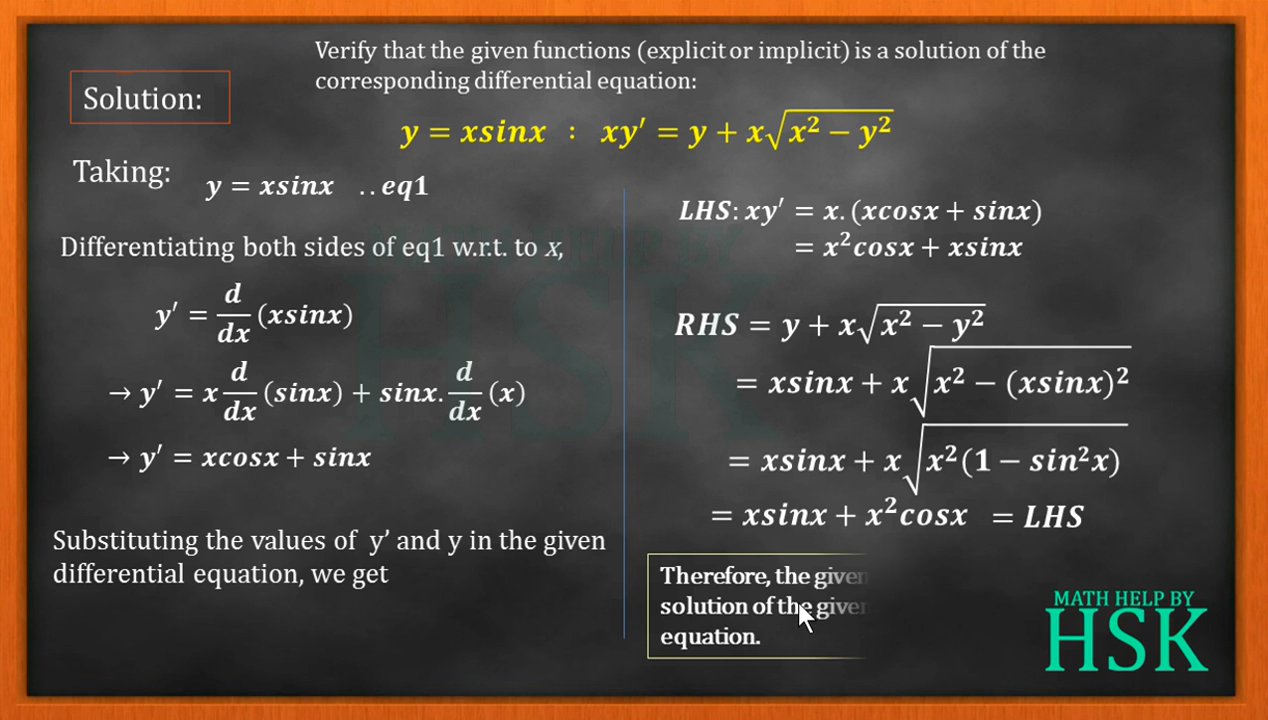 Verify that the given functions (explicit or implicit) is a solution of the
corresponding differential equation:
y = xsinx : xy′ = y + x√(x² − y²)
Solution:
Taking: y = xsinx ..eq1
Differentiating both sides of eq1 w.r.t. to x,
y′ = d/dx (xsinx)
→ y′ = x d/dx (sinx) + sinx. d/dx (x)
→ y′ = xcosx + sinx
Substituting the values of y’ and y in the given
differential equation, we get
LHS: xy′ = x. (xcosx + sinx)
= x²cosx + xsinx
RHS = y + x√(x² − y²)
= xsinx + x√(x² − (xsinx)²)
= xsinx + x√(x²(1 − sin²x))
= xsinx + x²cosx = LHS
Therefore, the given
solution of the given
equation.
MATH HELP BY
HSK